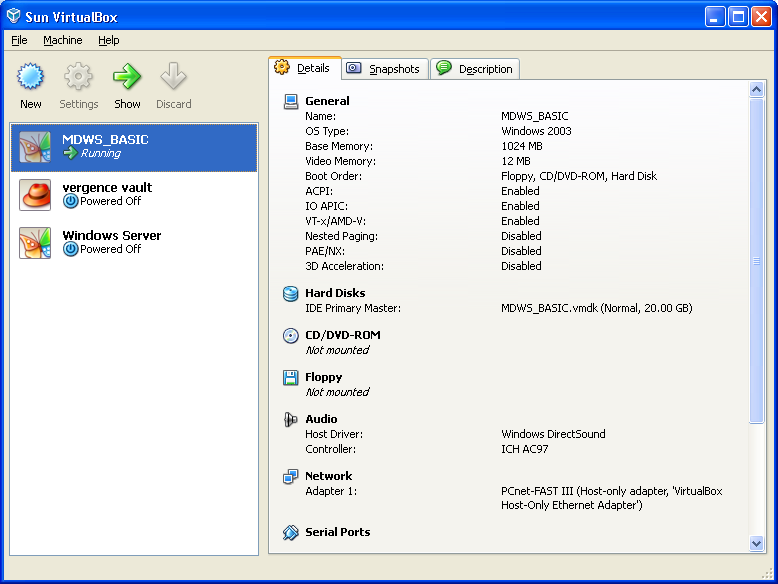 Sun VirtualBox
File Machine Help
New Settings Show Discard
MDWS_BASIC
Running
vergence vault
Powered Off
Windows Server
Powered Off
Details Snapshots Description
General
Name: MDWS_BASIC
OS Type: Windows 2003
Base Memory: 1024 MB
Video Memory: 12 MB
Boot Order: Floppy, CD/DVD-ROM, Hard Disk
ACPI: Enabled
IO APIC: Enabled
VT-x/AMD-V: Enabled
Nested Paging: Disabled
PAE/NX: Disabled
3D Acceleration: Disabled
Hard Disks
IDE Primary Master: MDWS_BASIC.vmdk (Normal, 20.00 GB)
CD/DVD-ROM
Not mounted
Floppy
Not mounted
Audio
Host Driver: Windows DirectSound
Controller: ICH AC97
Network
Adapter 1: PCnet-FAST III (Host-only adapter, 'VirtualBox
Host-Only Ethernet Adapter')
Serial Ports